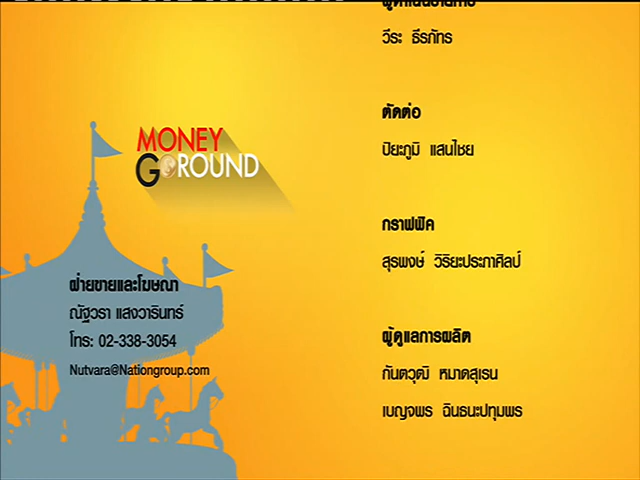 MONEY
GOROUND
ฝ่ายขายและโฆษณา
ณัฐวรา แสงวารินทร์
โทร: 02-338-3054
Nutvara@Nationgroup.com
วีระ ธีรภัทร
ตัดต่อ
ปิยะภูมิ แสนไชย
กราฟฟิค
สุรพงษ์ วิริยะประภาศิลป์
ผู้ดูแลการผลิต
กันตวุฒิ หมาดสุเรน
เบญจพร ฉินธนะปทุมพร